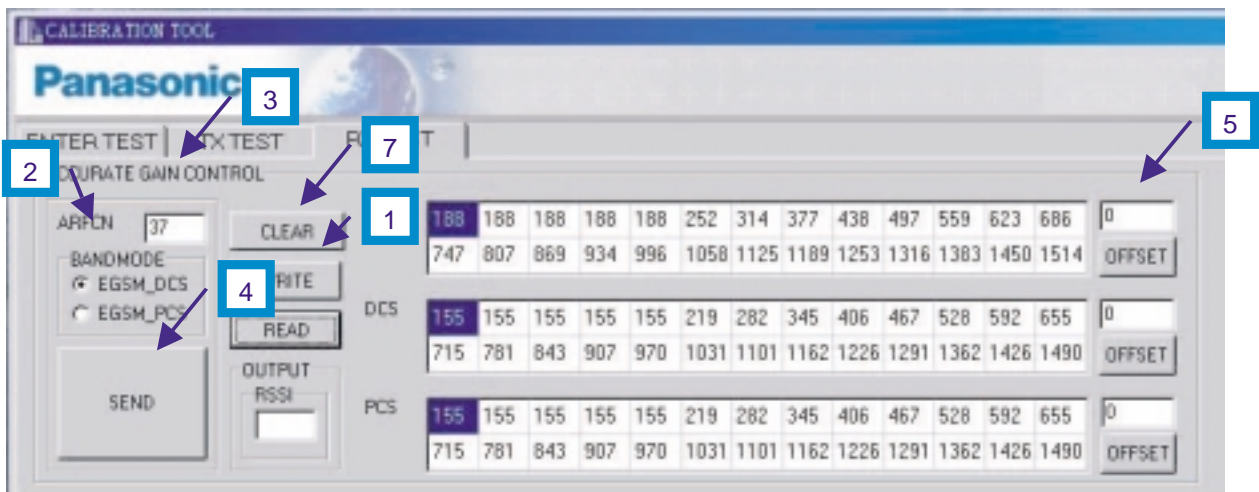 CALIBRATION TOOL
Panasonic
3
5
ENTER TEST TX TEST
7
2
CCURATE GAIN CONTROL
ARFCN 37
CLEAR
1
188 188 188 188 188 252 314 377 438 497 559 623 686
0
747 807 869 934 996 1058 1125 1189 1253 1316 1383 1450 1514
OFFSET
BANDMODE
EGSM_DCS
EGSM_PCS
4
RITE
READ
DCS
155 155 155 155 155 219 282 345 406 467 528 592 655
0
715 781 843 907 970 1031 1101 1162 1226 1291 1362 1426 1490
OFFSET
SEND
OUTPUT
RSSI
PCS
155 155 155 155 155 219 282 345 406 467 528 592 655
0
715 781 843 907 970 1031 1101 1162 1226 1291 1362 1426 1490
OFFSET